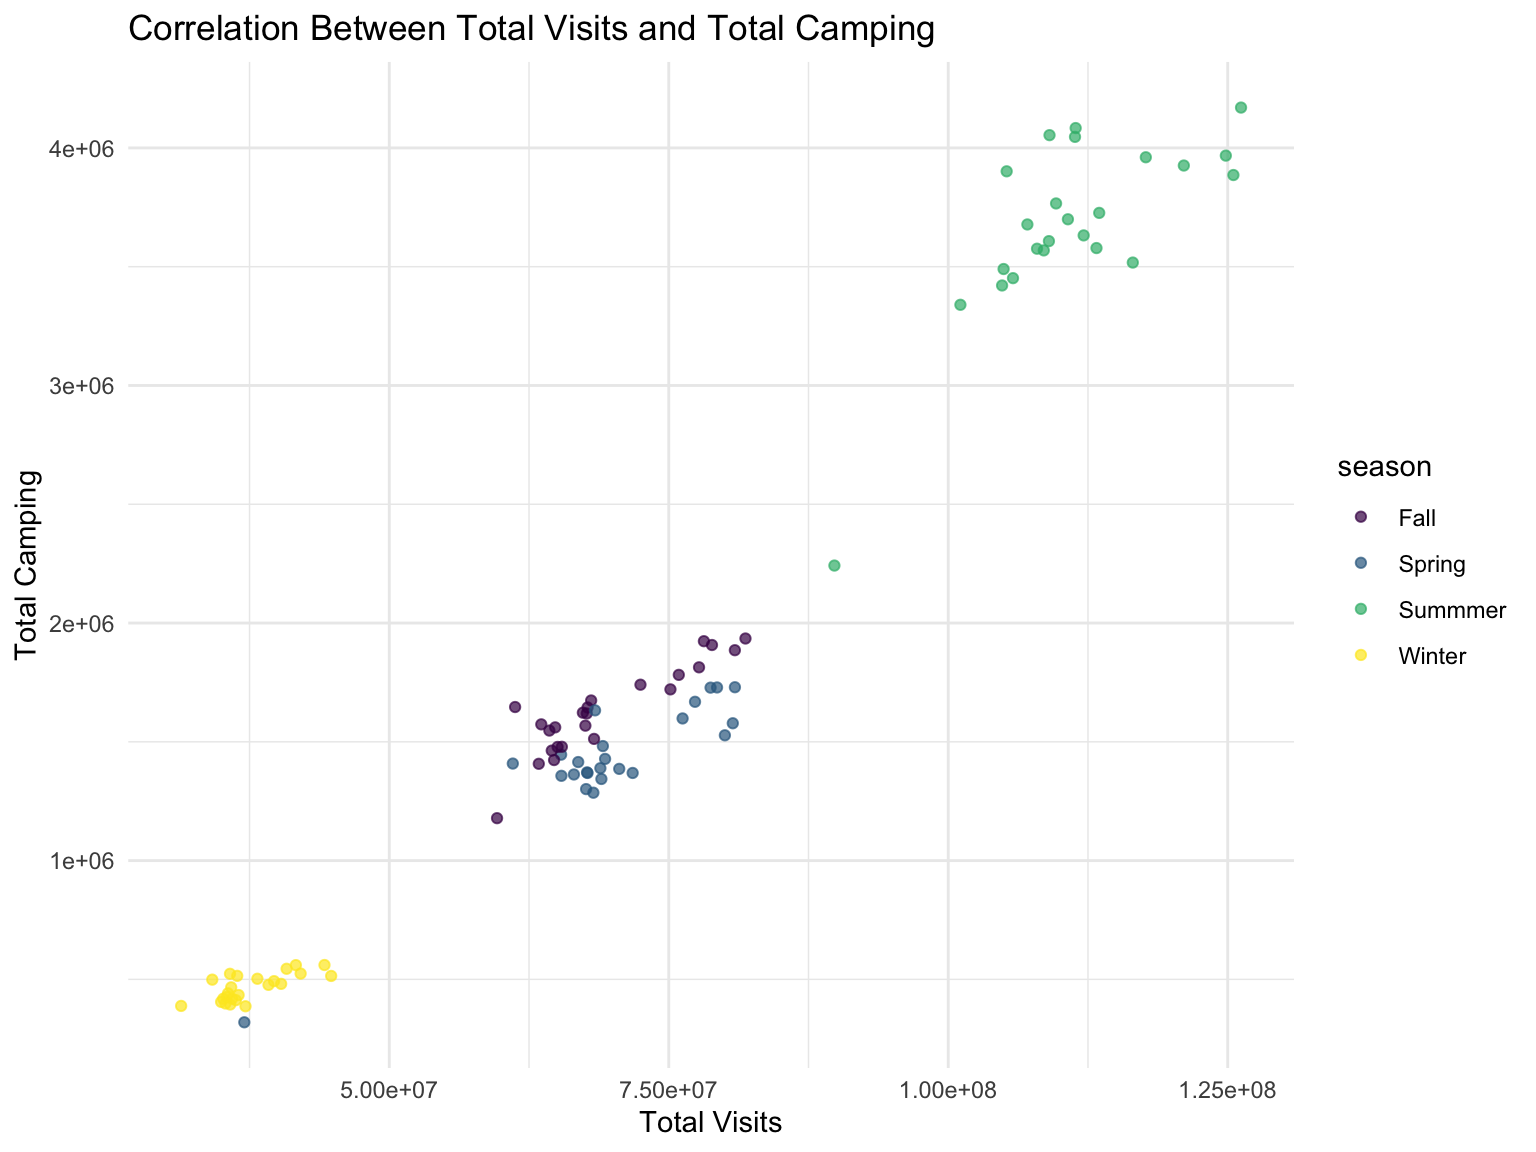 Correlation Between Total Visits and Total Camping
4e+06
3e+06
2e+06
1e+06
Total Camping
5.00e+07
7.50e+07
1.00e+08
1.25e+08
Total Visits
season
Fall
Spring
Summmer
Winter